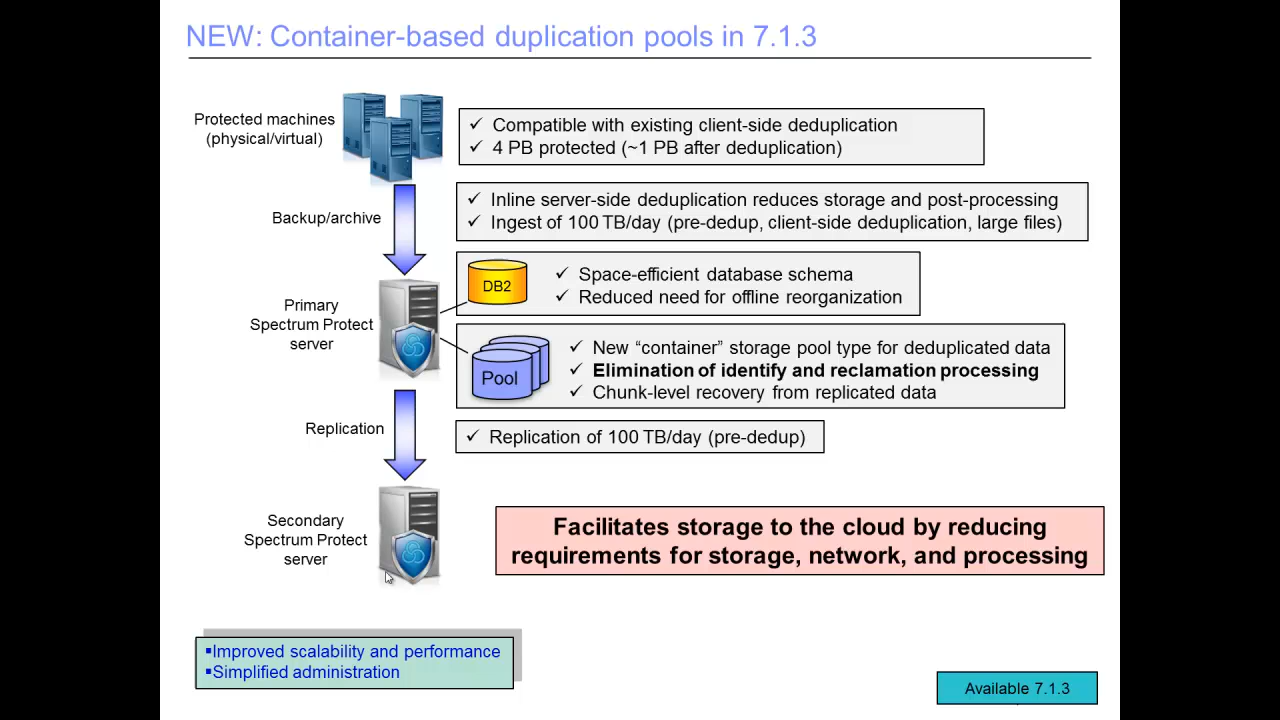 NEW: Container-based duplication pools in 7.1.3
Protected machines
(physical/virtual)
✓ Compatible with existing client-side deduplication
✓ 4 PB protected (~1 PB after deduplication)
Backup/archive
✓ Inline server-side deduplication reduces storage and post-processing
✓ Ingest of 100 TB/day (pre-dedup, client-side deduplication, large files)
Primary
Spectrum Protect
server
DB2
✓ Space-efficient database schema
✓ Reduced need for offline reorganization
Pool
✓ New “container” storage pool type for deduplicated data
✓ Elimination of identify and reclamation processing
✓ Chunk-level recovery from replicated data
Replication
✓ Replication of 100 TB/day (pre-dedup)
Secondary
Spectrum Protect
server
Facilitates storage to the cloud by reducing
requirements for storage, network, and processing
▪Improved scalability and performance
▪Simplified administration
Available 7.1.3